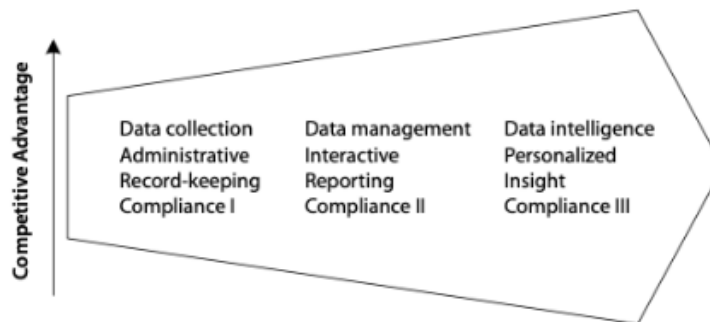 Competitive Advantage
Data collection
Administrative
Record-keeping
Compliance I
Data management
Interactive
Reporting
Compliance II
Data intelligence
Personalized
Insight
Compliance III